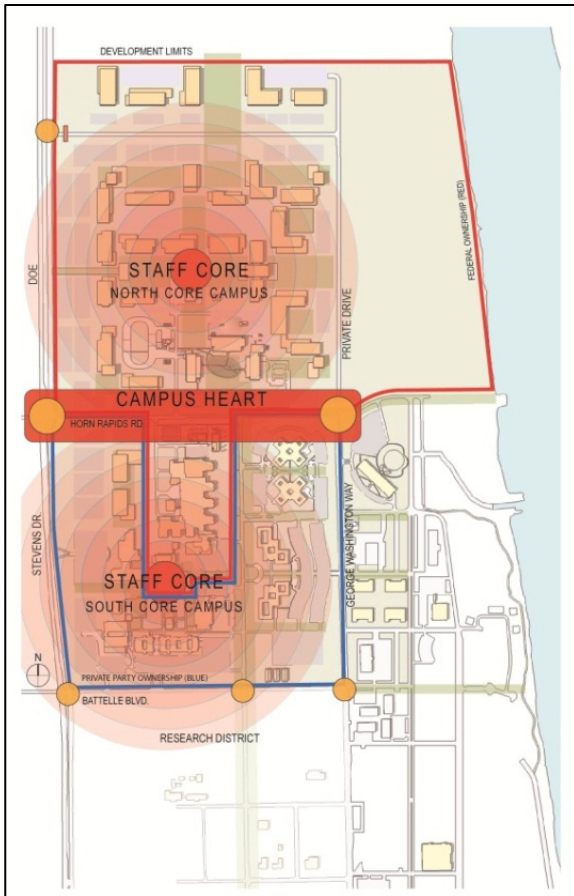 DEVELOPMENT LIMITS
FEDERAL OWNERSHIP (RED)
DOE
STAFF CORE
NORTH CORE CAMPUS
PRIVATE DRIVE
CAMPUS HEART
HORN RAPIDS RD
STEVENS DR.
GEORGE WASHINGTON WAY
STAFF CORE
SOUTH CORE CAMPUS
N
PRIVATE PARTY OWNERSHIP (BLUE)
BATTELLE BLVD.
RESEARCH DISTRICT